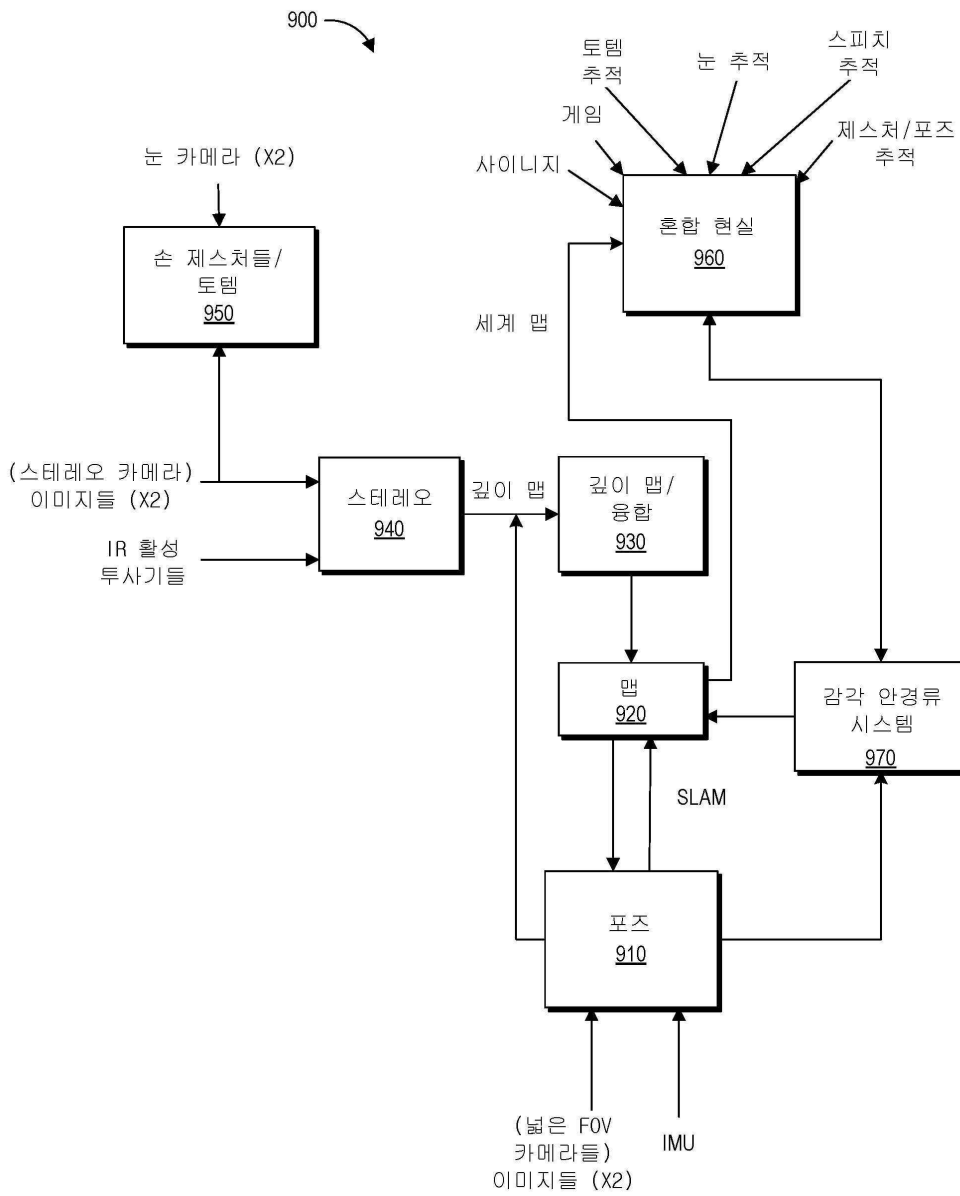 900
토템
추적
눈 추적
스피치
추적
게임
제스처/포즈
추적
사이니지
눈 카메라 (X2)
혼합 현실
960
손 제스처들/
토템
950
세계 맵
(스테레오 카메라)
이미지들 (X2)
스테레오
940
깊이 맵
깊이 맵/
융합
930
IR 활성
투사기들
맵
920
감각 안경류
시스템
970
SLAM
포즈
910
(넓은 FOV
카메라들)
이미지들 (X2)
IMU